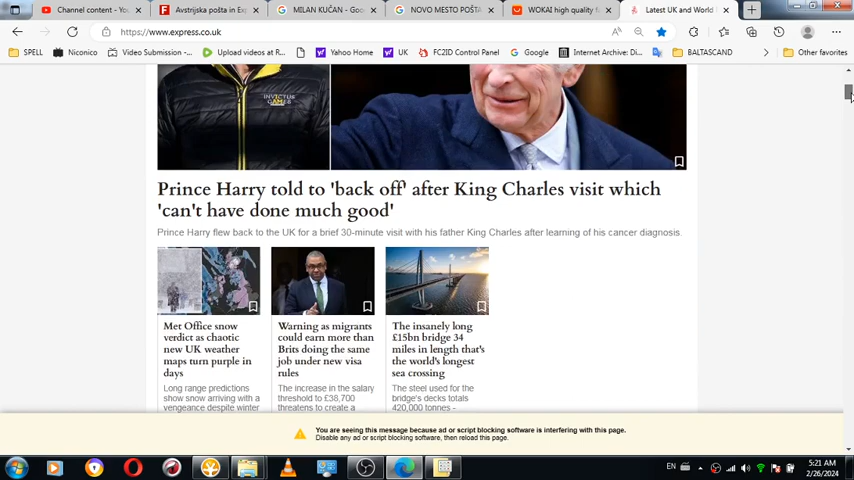 Channel content - Yo
Avstrijska pošta in Ex
MILAN KUČAN - Goo
NOVO MESTO POŠTA
WOKAI high quality fu
Latest UK and World
https://www.express.co.uk
SPELL
Niconico
Video Submission -...
Upload videos at R...
Yahoo Home
UK
FC2ID Control Panel
Google
Internet Archive: Di...
BALTASCAND
Other favorites
INVICTUS
GAMES
Prince Harry told to 'back off' after King Charles visit which
'can't have done much good'
Prince Harry flew back to the UK for a brief 30-minute visit with his father King Charles after learning of his cancer diagnosis.
Met Office snow
verdict as chaotic
new UK weather
maps turn purple in
days
Long range predictions
show snow arriving with a
vengeance despite winter
Warning as migrants
could earn more than
Brits doing the same
job under new visa
rules
The increase in the salary
threshold to £38,700
threatens to create a
The insanely long
£15bn bridge 34
miles in length that's
the world's longest
sea crossing
The steel used for the
bridge's decks totals
420,000 tonnes -
You are seeing this message because ad or script blocking software is interfering with this page.
Disable any ad or script blocking software, then reload this page.
EN
5:21 AM
2/26/2024